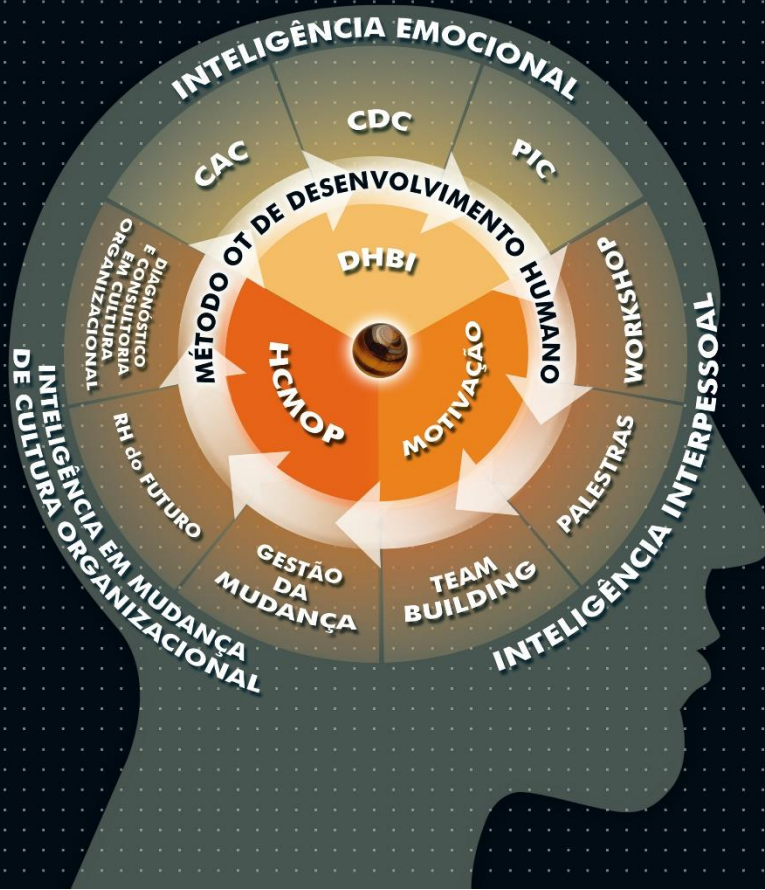 INTELIGÊNCIA EMOCIONAL
CAC
CDC
PIC
WORKSHOP
PALESTRAS
TEAM
BUILDING
GESTÃO
DA
MUDANÇA
RH do FUTURO
DIAGNÓSTICO
E CONSULTORIA
EM CULTURA
ORGANIZACIONAL
MÉTODO OT DE DESENVOLVIMENTO HUMANO
DHBI
MOTIVAÇÃO
HCMOP
INTELIGÊNCIA INTERPESSOAL
INTELIGÊNCIA EM MUDANÇA
DE CULTURA ORGANIZACIONAL